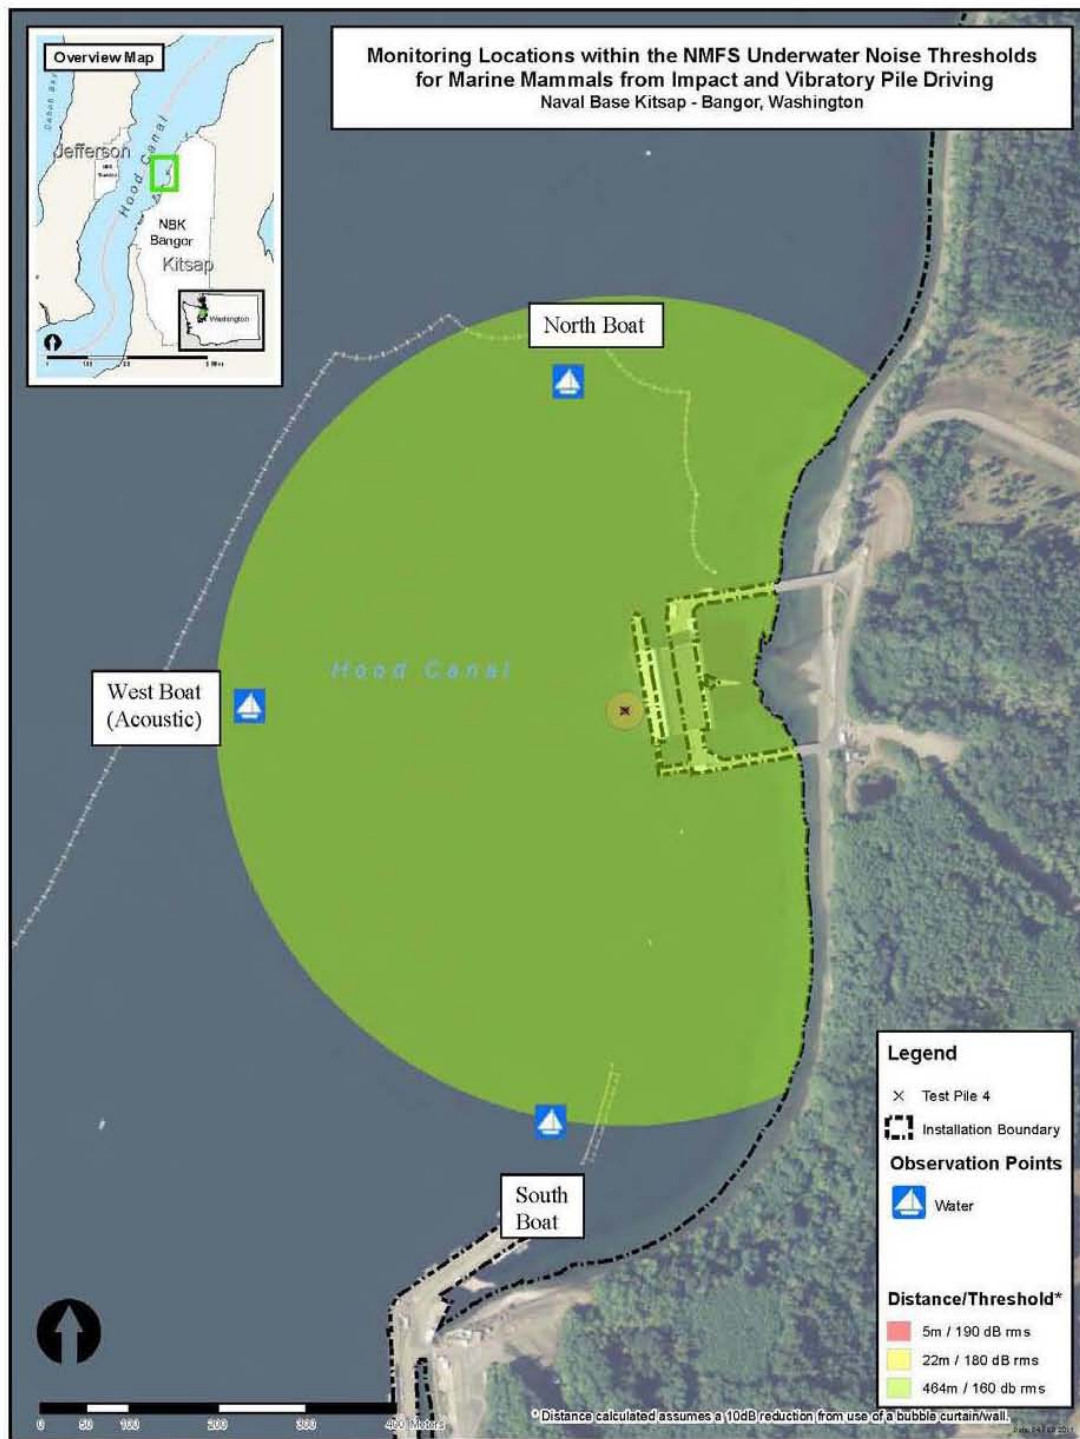 Overview Map
Jefferson
Hood Canal
NBK
Bangor
Kitsap
Washington
Monitoring Locations within the NMFS Underwater Noise Thresholds
for Marine Mammals from Impact and Vibratory Pile Driving
Naval Base Kitsap - Bangor, Washington
North Boat
West Boat
(Acoustic)
Hood Canal
South
Boat
Legend
Test Pile 4
Installation Boundary
Observation Points
Water
Distance/Threshold*
5m / 190 dB rms
22m / 180 dB rms
464m / 160 db rms
0 50 100 200 300 400 Meters
* Distance calculated assumes a 10dB reduction from use of a bubble curtain/wall.